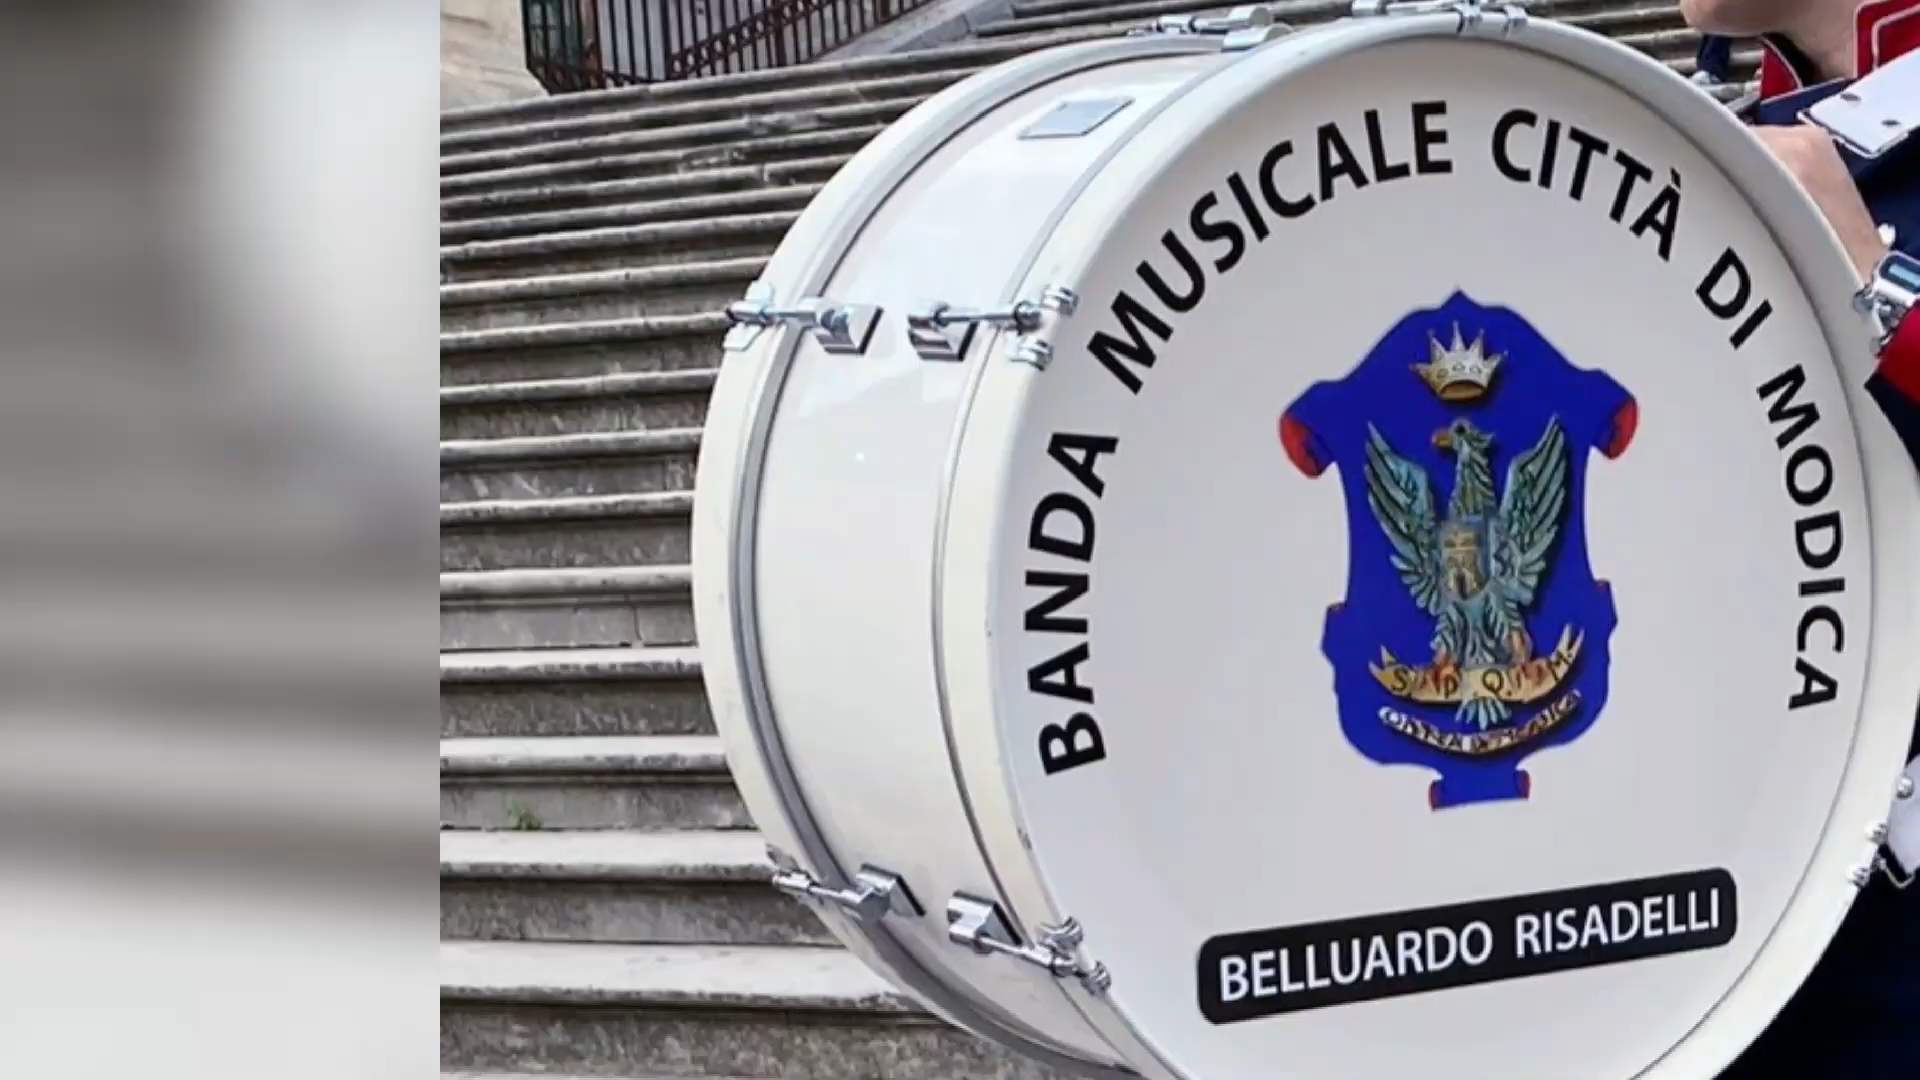 BANDA MUSICALE CITTÀ DI MODICA
S. P. Q. M.
BELLUARDO RISADELLI